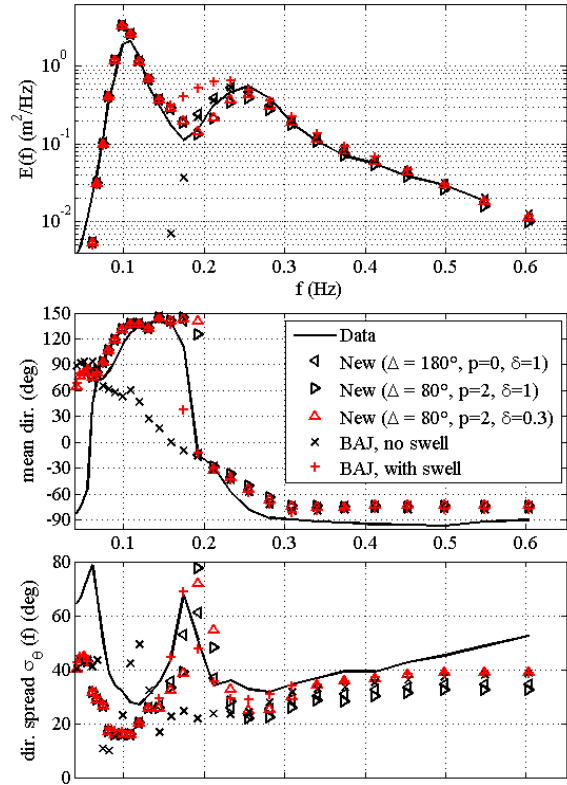 10^0
10^-1
10^-2
E(f) (m^2/Hz)
0.1 0.2 0.3 0.4 0.5 0.6
f (Hz)
150
120
90
60
30
0
-30
-60
-90
mean dir. (deg)
Data
New (Δ = 180°, p=0, δ=1)
New (Δ = 80°, p=2, δ=1)
New (Δ = 80°, p=2, δ=0.3)
BAJ, no swell
BAJ, with swell
0.1 0.2 0.3 0.4 0.5 0.6
80
60
40
20
0
dir. spread σ_θ(f) (deg)
0.1 0.2 0.3 0.4 0.5 0.6